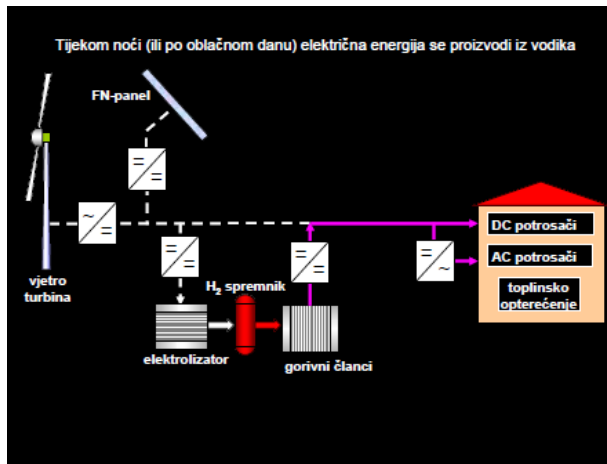 Tijekom noći (ili po oblačnom danu) električna energija se proizvodi iz vodika
FN-panel
vjetro
turbina
H2 spremnik
elektrolizator
gorivni članci
DC potrosači
AC potrosači
toplinsko
opterećenje